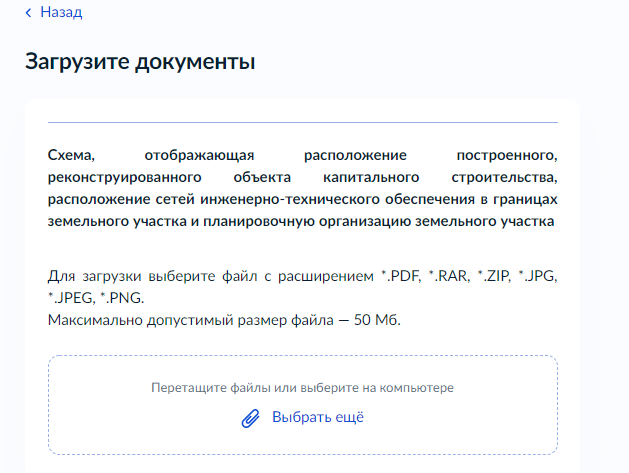 Назад
Загрузите документы
Схема, отображающая расположение построенного,
реконструированного объекта капитального строительства,
расположение сетей инженерно-технического обеспечения в границах
земельного участка и планировочную организацию земельного участка
Для загрузки выберите файл с расширением *.PDF, *.RAR, *.ZIP, *.JPG,
*.JPEG, *.PNG.
Максимально допустимый размер файла — 50 Мб.
Перетащите файлы или выберите на компьютере
Выбрать ещё